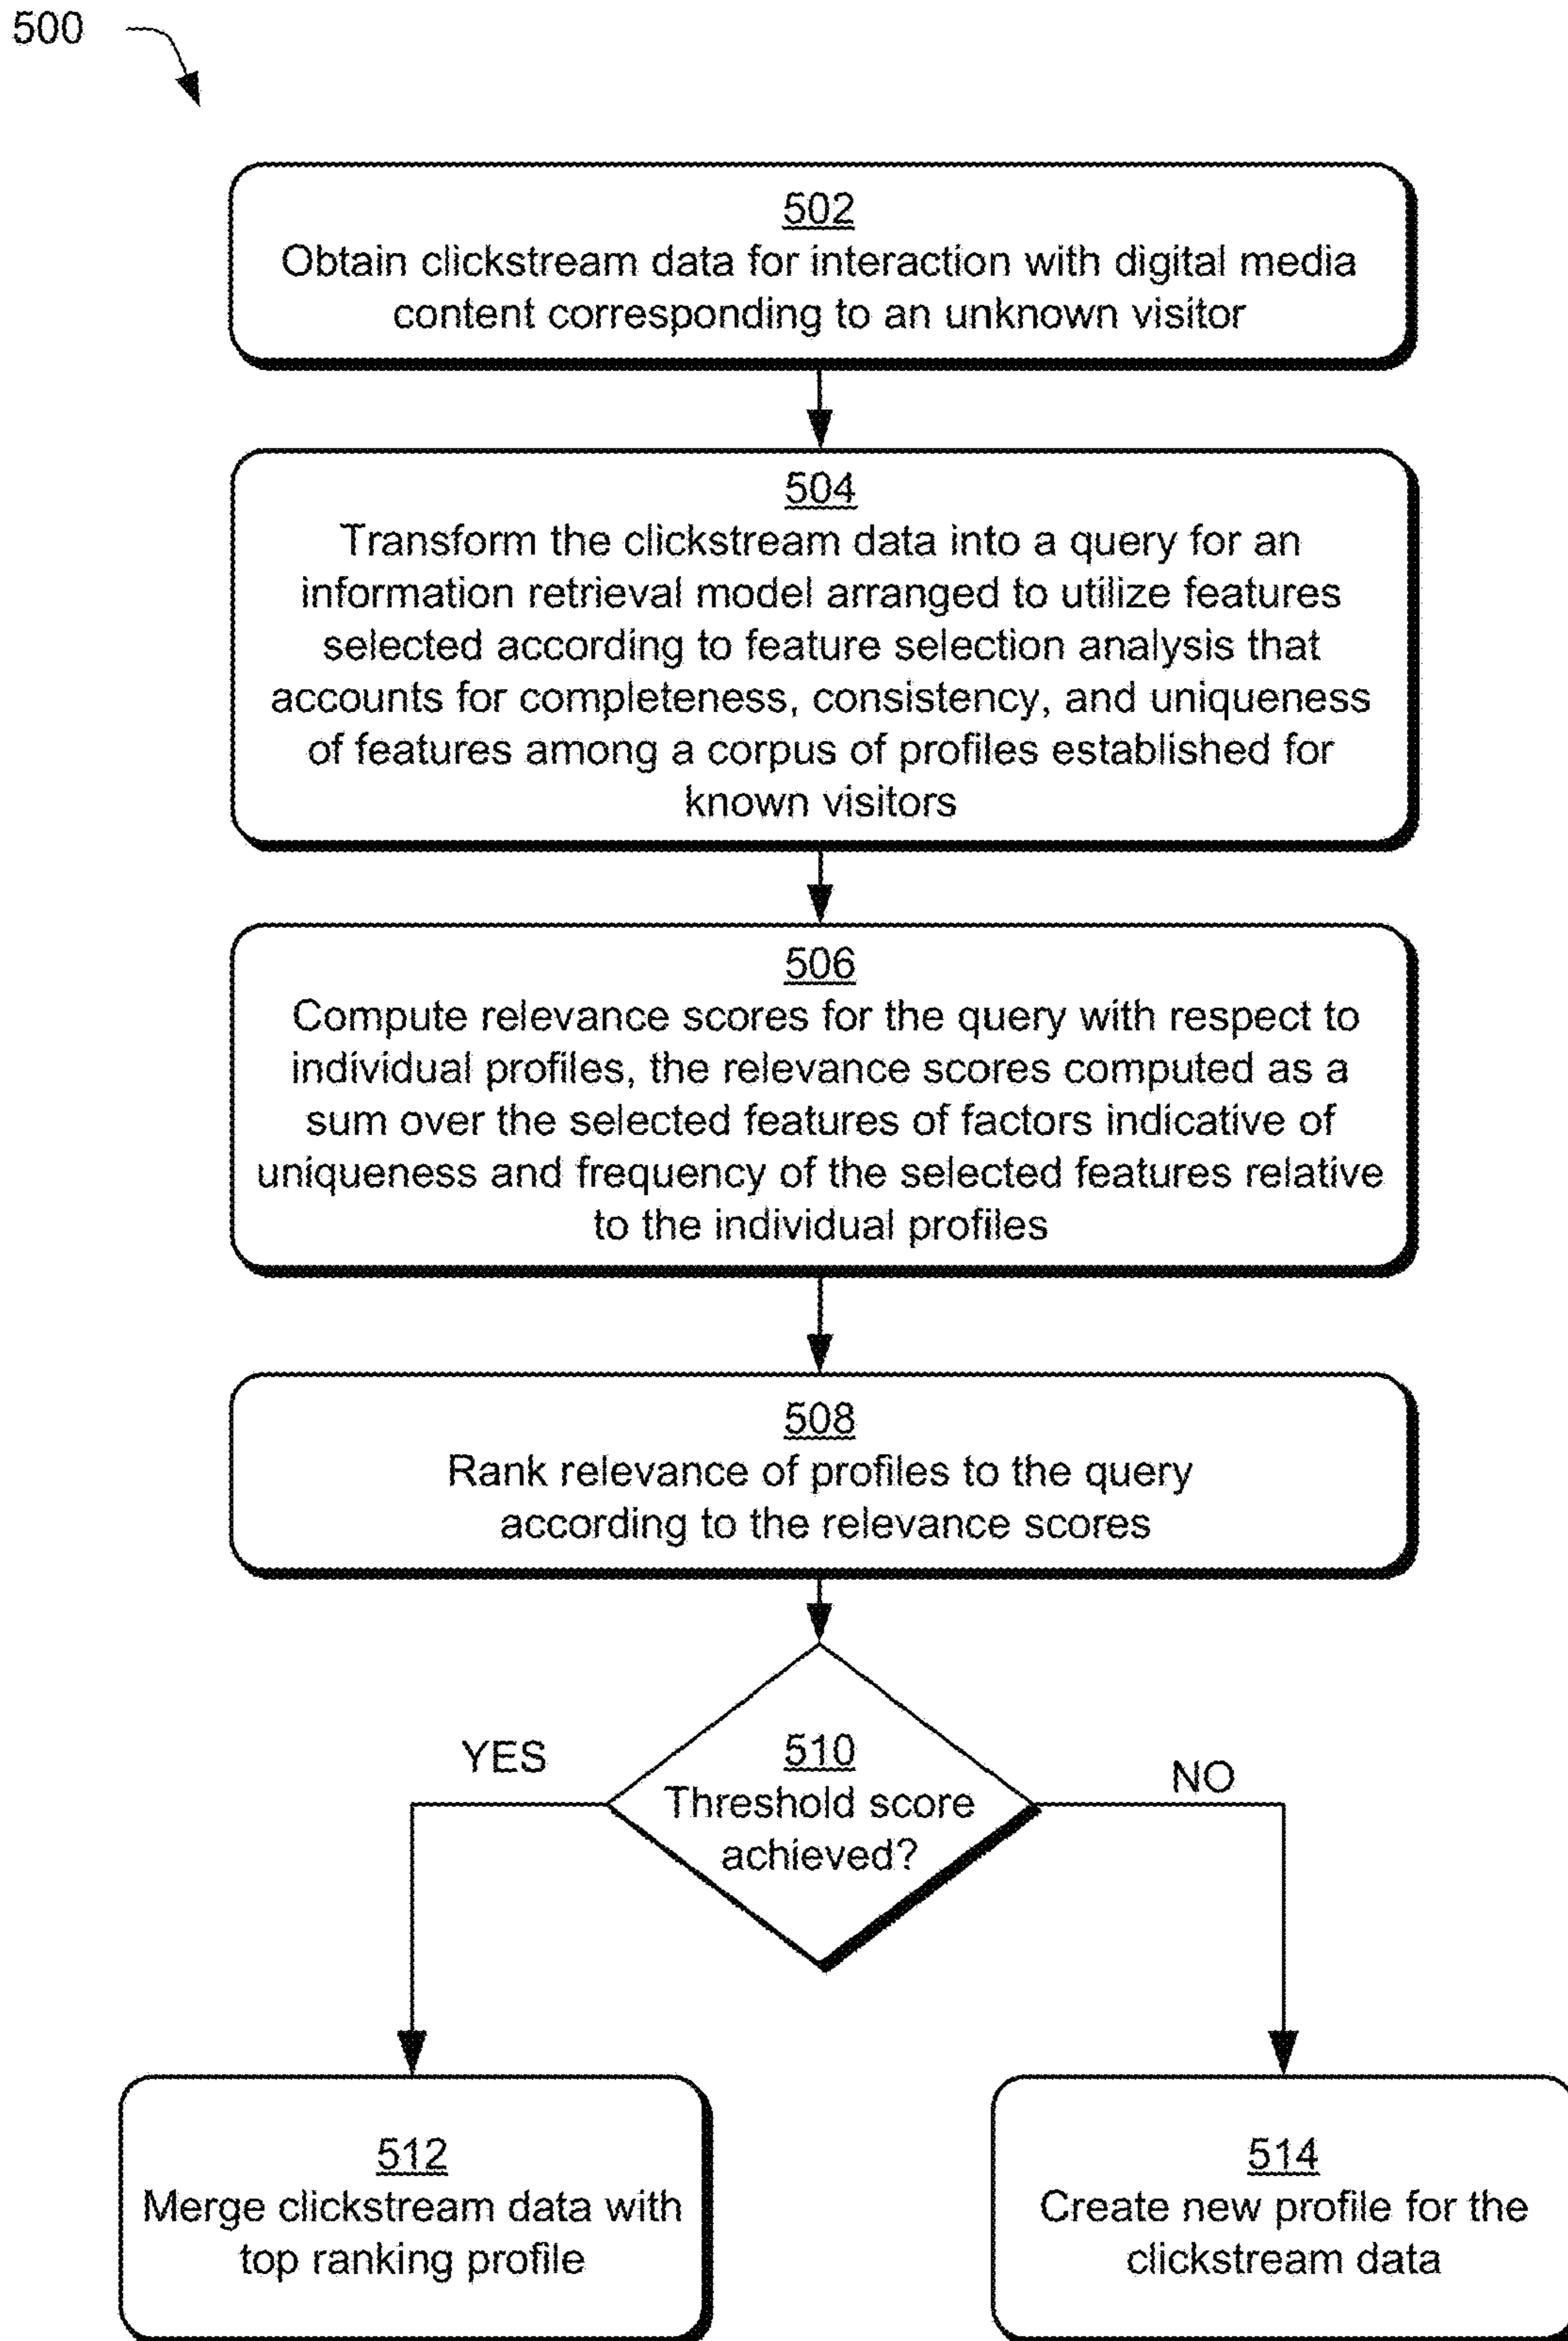 500
502
Obtain clickstream data for interaction with digital media
content corresponding to an unknown visitor
504
Transform the clickstream data into a query for an
information retrieval model arranged to utilize features
selected according to feature selection analysis that
accounts for completeness, consistency, and uniqueness
of features among a corpus of profiles established for
known visitors
506
Compute relevance scores for the query with respect to
individual profiles, the relevance scores computed as a
sum over the selected features of factors indicative of
uniqueness and frequency of the selected features relative
to the individual profiles
508
Rank relevance of profiles to the query
according to the relevance scores
510
Threshold score
achieved?
YES
NO
512
Merge clickstream data with
top ranking profile
514
Create new profile for the
clickstream data